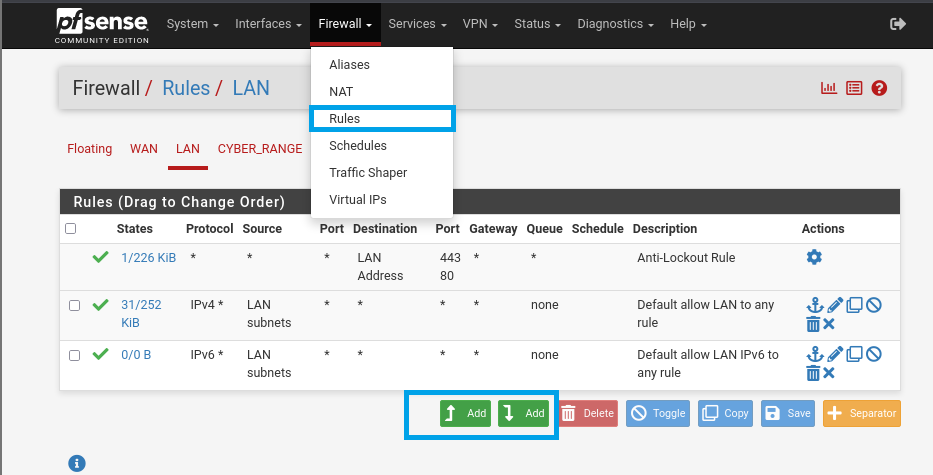 pfsense
COMMUNITY EDITION
System Interfaces Firewall Services VPN Status Diagnostics Help
Aliases
NAT
Rules
Schedules
Traffic Shaper
Virtual IPs
Firewall / Rules / LAN
Floating WAN LAN CYBER_RANGE
Rules (Drag to Change Order)
States Protocol Source Port Destination Port Gateway Queue Schedule Description Actions
1/226 KiB * * * LAN 443 * * Anti-Lockout Rule
Address 80
31/252 IPv4 * LAN * * * * none Default allow LAN to any
KiB subnets rule
0/0 B IPv6 * LAN * * * * none Default allow LAN IPv6 to
subnets any rule
Add Add Delete Toggle Copy Save Separator